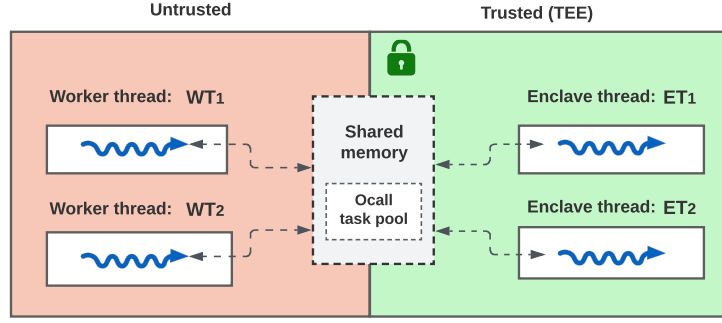 Untrusted
Trusted (TEE)
Worker thread: WT1
Enclave thread: ET1
Shared
memory
Ocall
task pool
Worker thread: WT2
Enclave thread: ET2